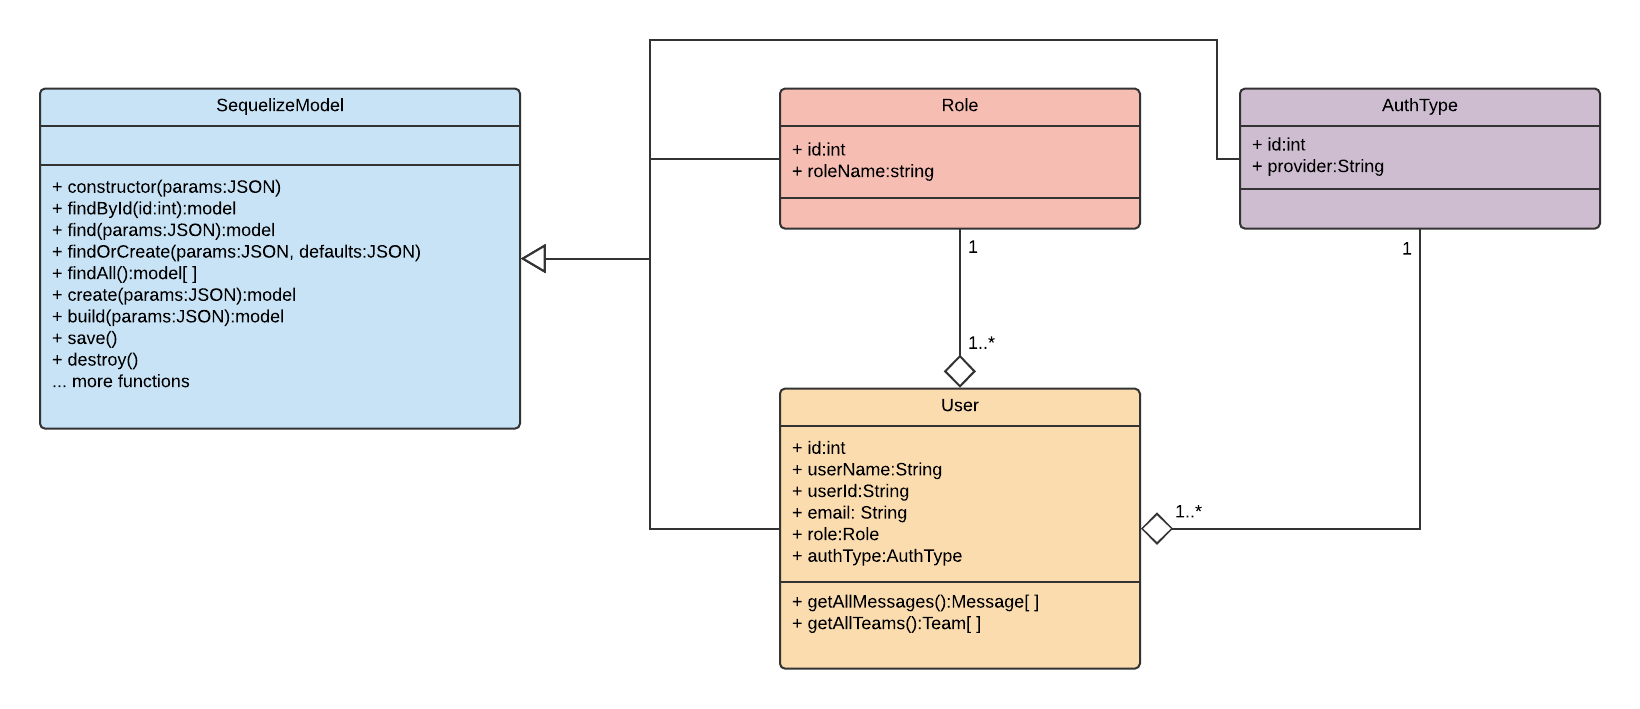 SequelizeModel
+ constructor(params:JSON)
+ findById(id:int):model
+ find(params:JSON):model
+ findOrCreate(params:JSON, defaults:JSON)
+ findAll():model[ ]
+ create(params:JSON):model
+ build(params:JSON):model
+ save()
+ destroy()
... more functions
Role
+ id:int
+ roleName:string
AuthType
+ id:int
+ provider:String
1
1
1..*
User
+ id:int
+ userName:String
+ userId:String
+ email: String
+ role:Role
+ authType:AuthType
+ getAllMessages():Message[ ]
+ getAllTeams():Team[ ]
1..*